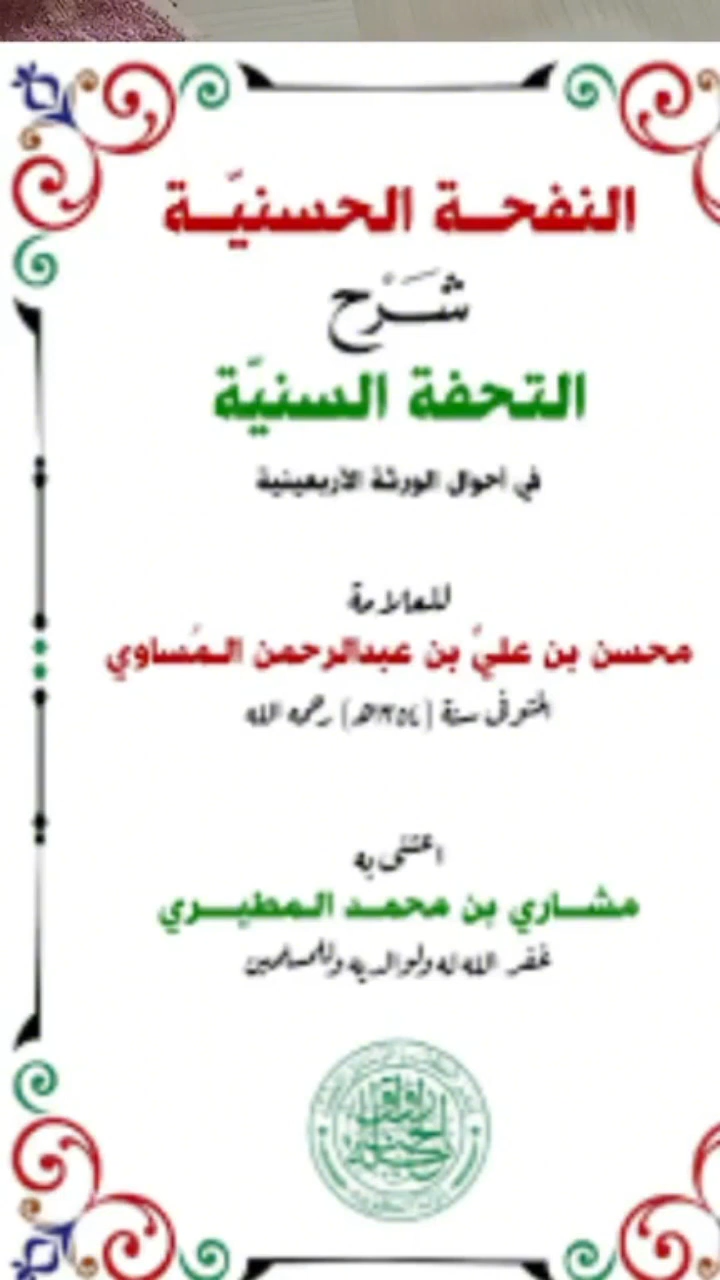 النفحة الحسنيَّة
شَرْح
التحفة السنيَّة
في أحوال الورثة الأربعينية
للعلامة
محسن بن عليّ بن عبدالرحمن المَساوي
المتوفى سنة (١٣٥٤هـ) رحمه الله
اعتنى به
مشاري بن محمد المطيري
غفر الله له ولوالديه وللمسلمين